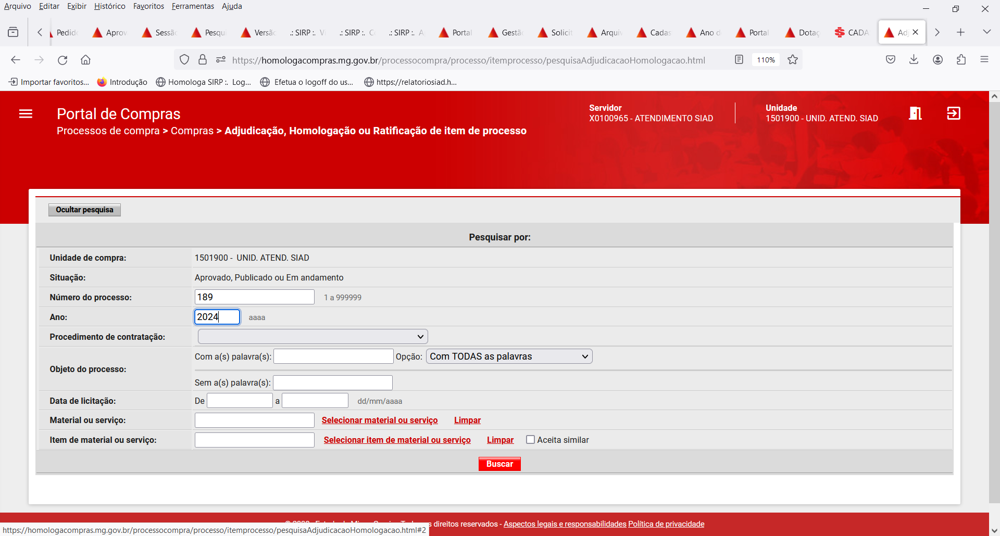 Arquivo Editar Exibir Histórico Favoritos Ferramentas Ajuda
Pedid Aprov Sessã Pesqu Versã .: SIRP :. V .: SIRP :. C .: SIRP :. A Portal Gestã Solicit Arqui Cadas Ano d Portal Dotaç CADA Adj
https://homologacompras.mg.gov.br/processocompra/processo/itemprocesso/pesquisaAdjudicacaoHomologacao.html 110%
Importar favoritos... Introdução Homologa SIRP :. Log... Efetua o logoff do us... https://relatoriosiad.h...
Portal de Compras
Processos de compra > Compras > Adjudicação, Homologação ou Ratificação de item de processo
Servidor
X0100965 - ATENDIMENTO SIAD
Unidade
1501900 - UNID. ATEND. SIAD
Ocultar pesquisa
Pesquisar por:
Unidade de compra: 1501900 - UNID. ATEND. SIAD
Situação: Aprovado, Publicado ou Em andamento
Número do processo: 189 1 a 999999
Ano: 2024 aaaa
Procedimento de contratação:
Objeto do processo:
Com a(s) palavra(s): Opção: Com TODAS as palavras
Sem a(s) palavra(s):
Data de licitação: De a dd/mm/aaaa
Material ou serviço: Selecionar material ou serviço Limpar
Item de material ou serviço: Selecionar item de material ou serviço Limpar Aceita similar
Buscar
direitos reservados - Aspectos legais e responsabilidades Política de privacidade
https://homologacompras.mg.gov.br/processocompra/processo/itemprocesso/pesquisaAdjudicacaoHomologacao.html#2